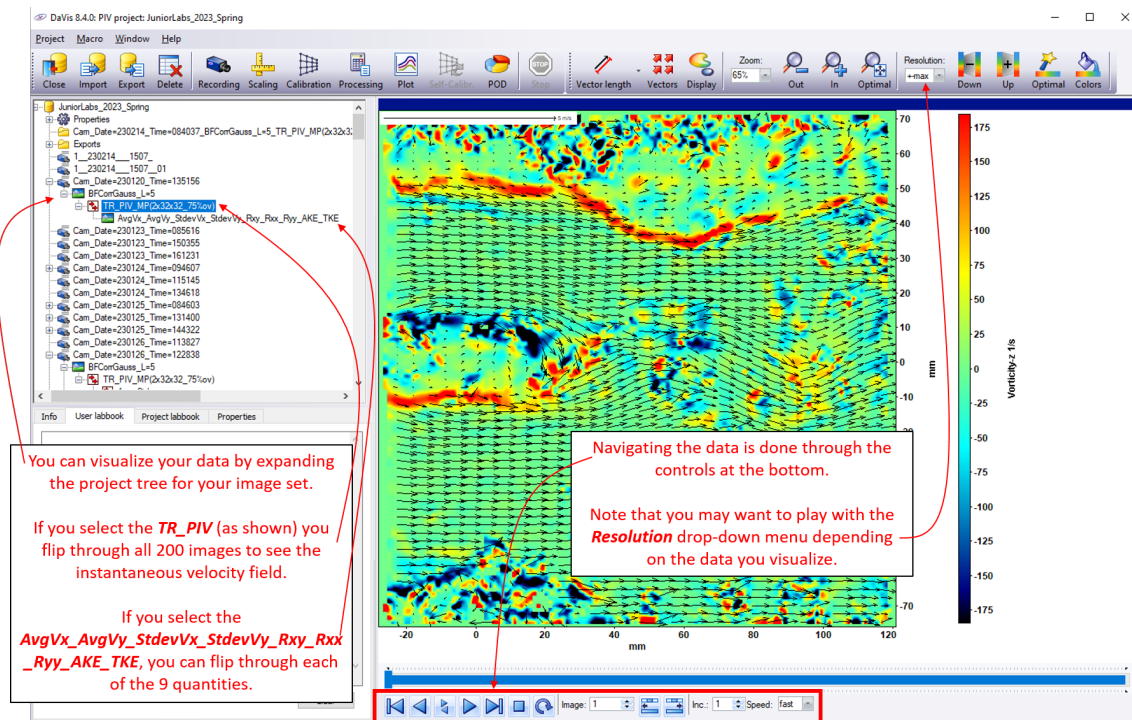 DaVis 8.4.0: PIV project: JuniorLabs_2023_Spring
Project Macro Window Help
Close Import Export Delete Recording Scaling Calibration Processing Plot Self-Calibr. POD Stop Vector length Vectors Display Zoom: 65% Out In Optimal Resolution: +-max Down Up Optimal Colors
JuniorLabs_2023_Spring
Properties
Cam_Date=230214_Time=084037_BFCorrGauss_L=5_TR_PIV_MP(2x32x32
Exports
1__230214___1507_
1__230214___1507__01
Cam_Date=230120_Time=135156
BFCorrGauss_L=5
TR_PIV_MP(2x32x32_75%ov)
AvgVx_AvgVy_StdevVx_StdevVy_Rxy_Rxx_Ryy_AKE_TKE
Cam_Date=230123_Time=085616
Cam_Date=230123_Time=150355
Cam_Date=230123_Time=161231
Cam_Date=230124_Time=094607
Cam_Date=230124_Time=115145
Cam_Date=230124_Time=134618
Cam_Date=230125_Time=084603
Cam_Date=230125_Time=131400
Cam_Date=230125_Time=144322
Cam_Date=230126_Time=113827
Cam_Date=230126_Time=122838
BFCorrGauss_L=5
TR_PIV_MP(2x32x32_75%ov)
Info User labbook Project labbook Properties
You can visualize your data by expanding
the project tree for your image set.
If you select the TR_PIV (as shown) you
flip through all 200 images to see the
instantaneous velocity field.
If you select the
AvgVx_AvgVy_StdevVx_StdevVy_Rxy_Rxx
_Ryy_AKE_TKE, you can flip through each
of the 9 quantities.
5 m/s
70
60
50
40
30
20
10
0
-10
-70
mm
-20 0 20 40 60 80 100 120
mm
175
150
125
100
75
50
25
0
-25
-50
-75
-100
-125
-150
-175
Vorticity-z 1/s
Navigating the data is done through the
controls at the bottom.
Note that you may want to play with the
Resolution drop-down menu depending
on the data you visualize.
Image: 1 Inc.: 1 Speed: fast